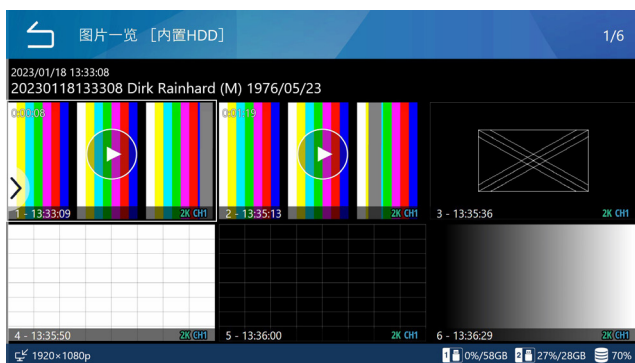 图片一览 [内置HDD]
1/6
2023/01/18 13:33:08
20230118133308 Dirk Rainhard (M) 1976/05/23
0:01:08
0:01:19
1 - 13:33:09 2K CH1
2 - 13:35:13 2K CH1
3 - 13:35:36 2K CH1
4 - 13:35:50 2K CH1
5 - 13:36:00 2K CH1
6 - 13:36:29 2K CH1
1920×1080p
1 0%/58GB 2 27%/28GB 70%